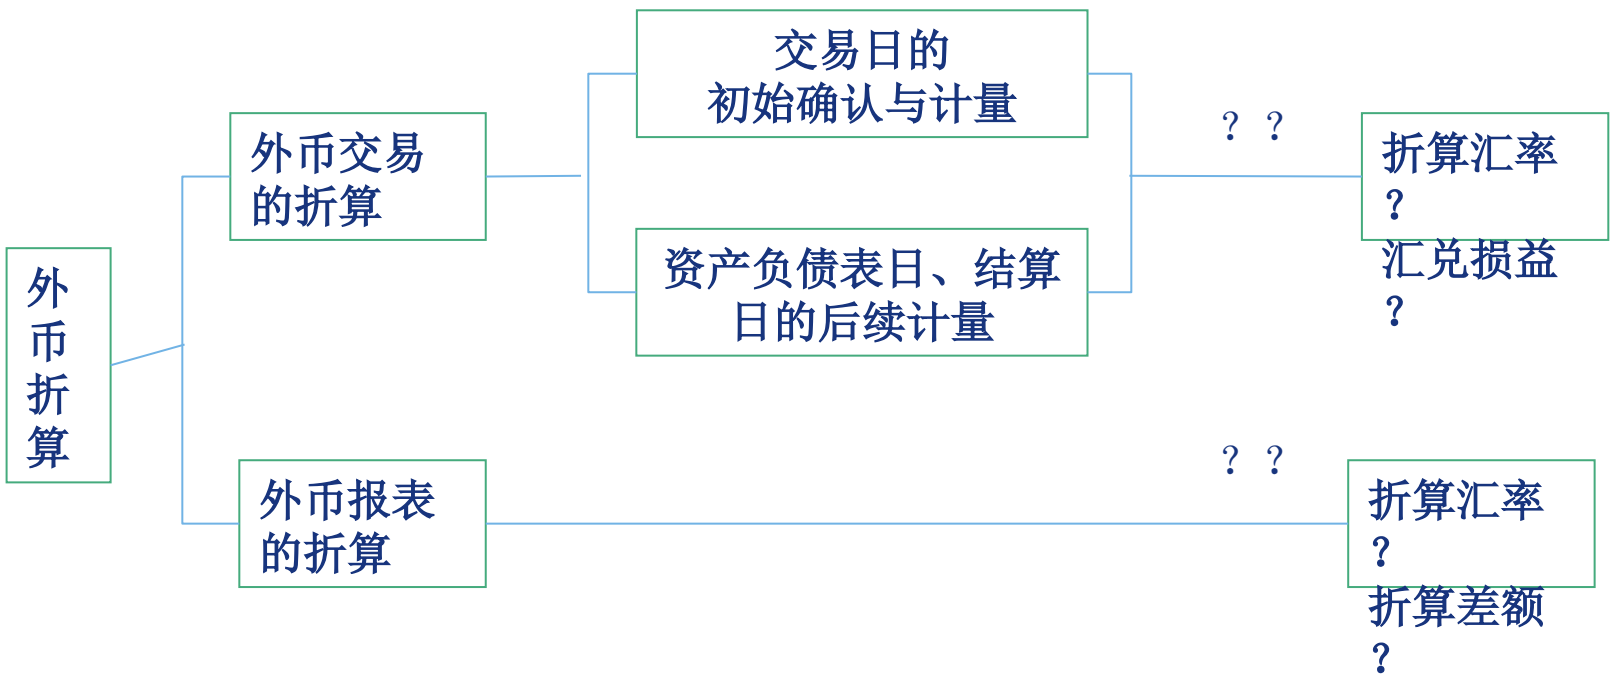 外
币
折
算
外币交易
的折算
交易日的
初始确认与计量
资产负债表日、结算
日的后续计量
？？
折算汇率
？
汇兑损益
？
外币报表
的折算
？？
折算汇率
？
折算差额
？